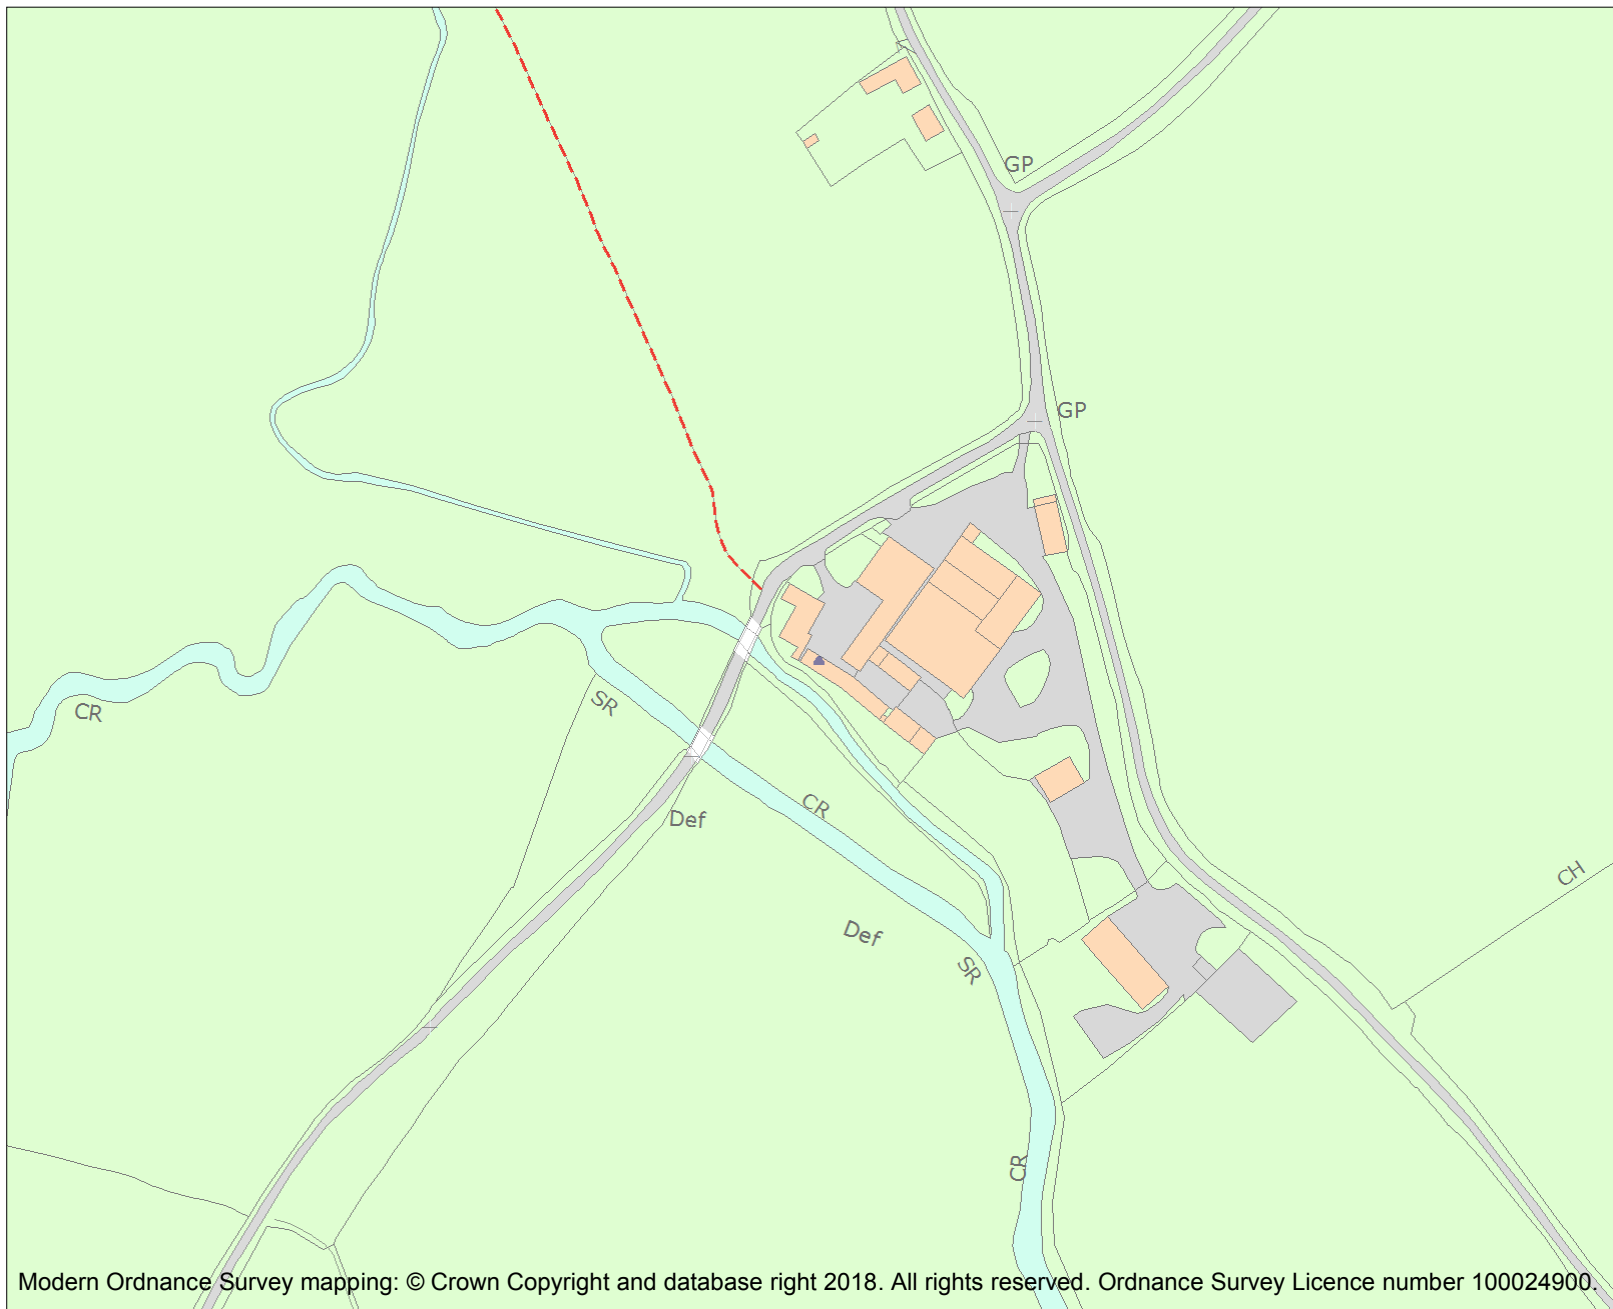 GP
GP
CR
SR
CR
Def
Def
SR
CH
CR
Modern Ordnance Survey mapping: © Crown Copyright and database right 2018. All rights reserved. Ordnance Survey Licence number 100024900.